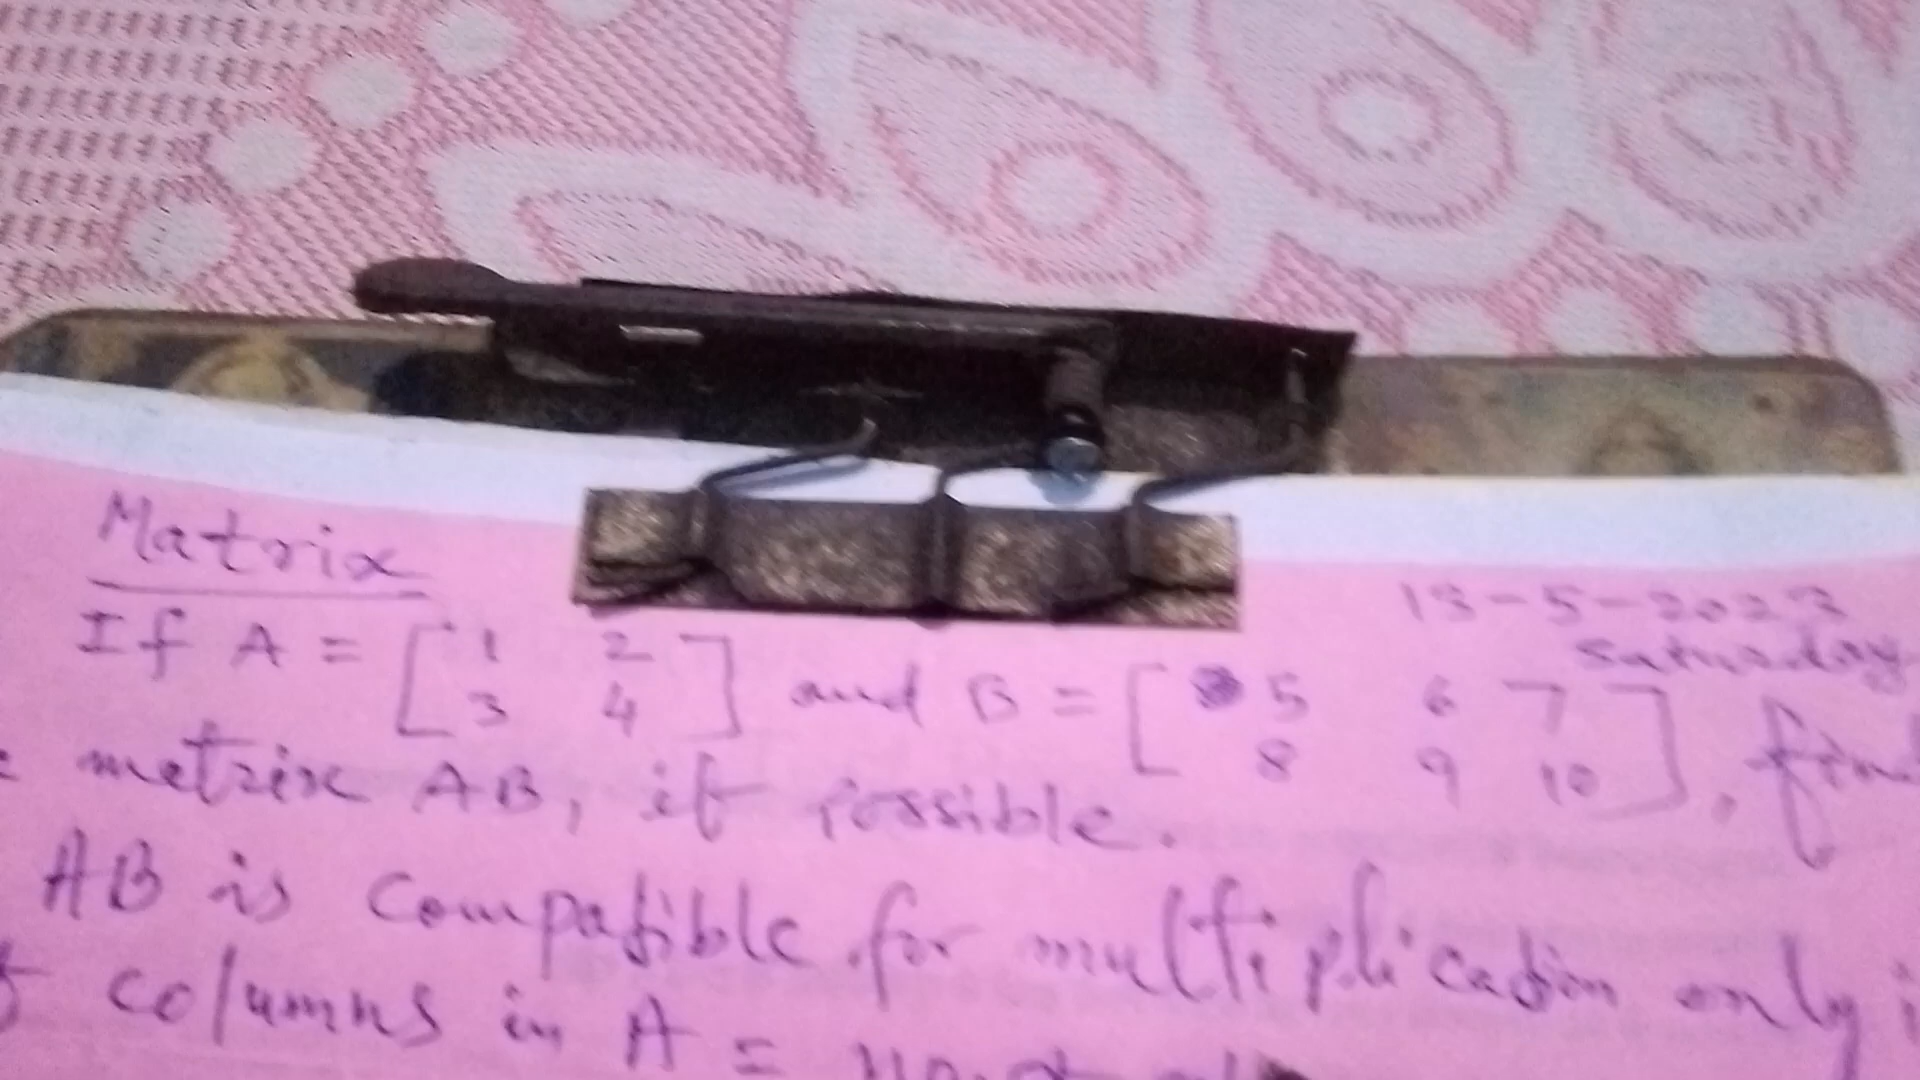 Matrix
13-5-2023
Saturday
If A = [ 1 2 ] and B = [ 5 6 7 ], find
[ 3 4 ] [ 8 9 10 ]
metrix AB, if possible.
AB is compatible for multiplication only
columns in A =